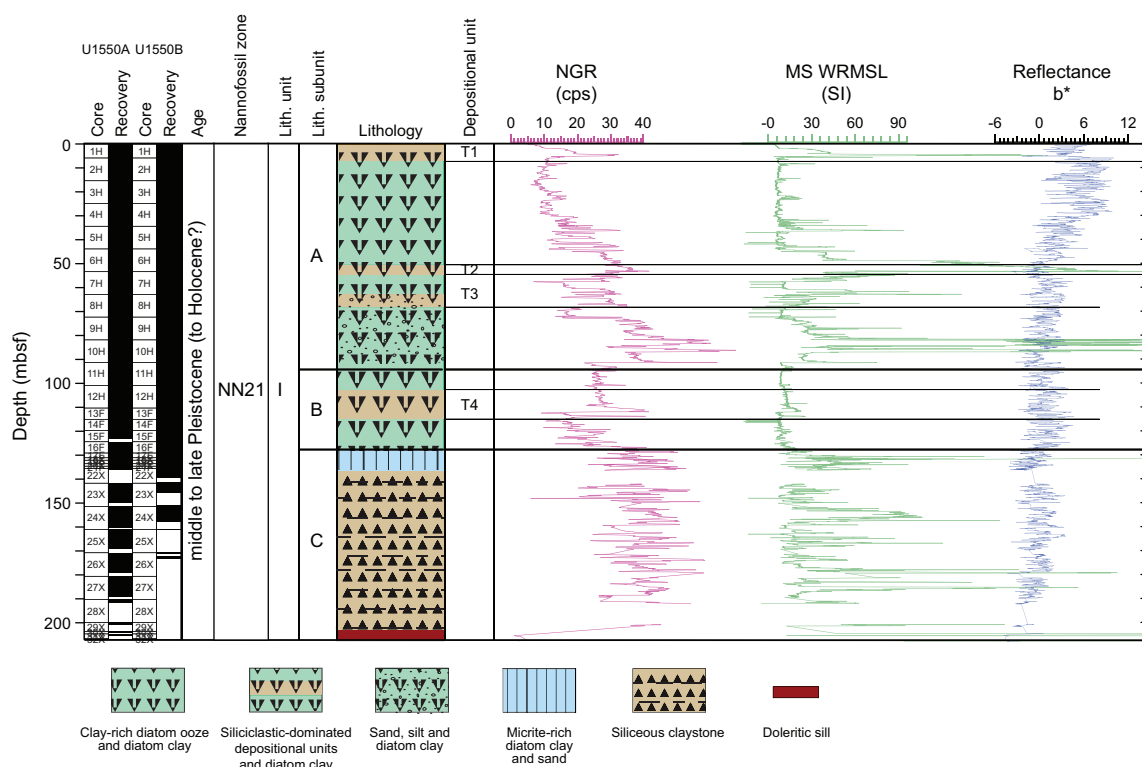 U1550A U1550B
Core
Recovery
Core
Recovery
Age
Nannofossil zone
Lith. unit
Lith. subunit
Lithology
Depositional unit
NGR
(cps)
0 10 20 30 40
MS WRMSL
(SI)
-0 30 60 90
Reflectance
b*
-6 0 6 12
Depth (mbsf)
0
50
100
150
200
1H 1H
2H 2H
3H 3H
4H 4H
5H 5H
6H 6H
7H 7H
8H 8H
9H 9H
10H 10H
11H 11H
12H 12H
13F 13F
14F 14F
15F 15F
16F 16F
22X 22X
23X 23X
24X 24X
25X 25X
26X 26X
27X 27X
28X 28X
29X 29X
32X 32X
middle to late Pleistocene (to Holocene?)
NN21
I
A
B
C
T1
T2
T3
T4
Clay-rich diatom ooze
and diatom clay
Siliciclastic-dominated
depositional units
and diatom clay
Sand, silt and
diatom clay
Micrite-rich
diatom clay
and sand
Siliceous claystone
Doleritic sill